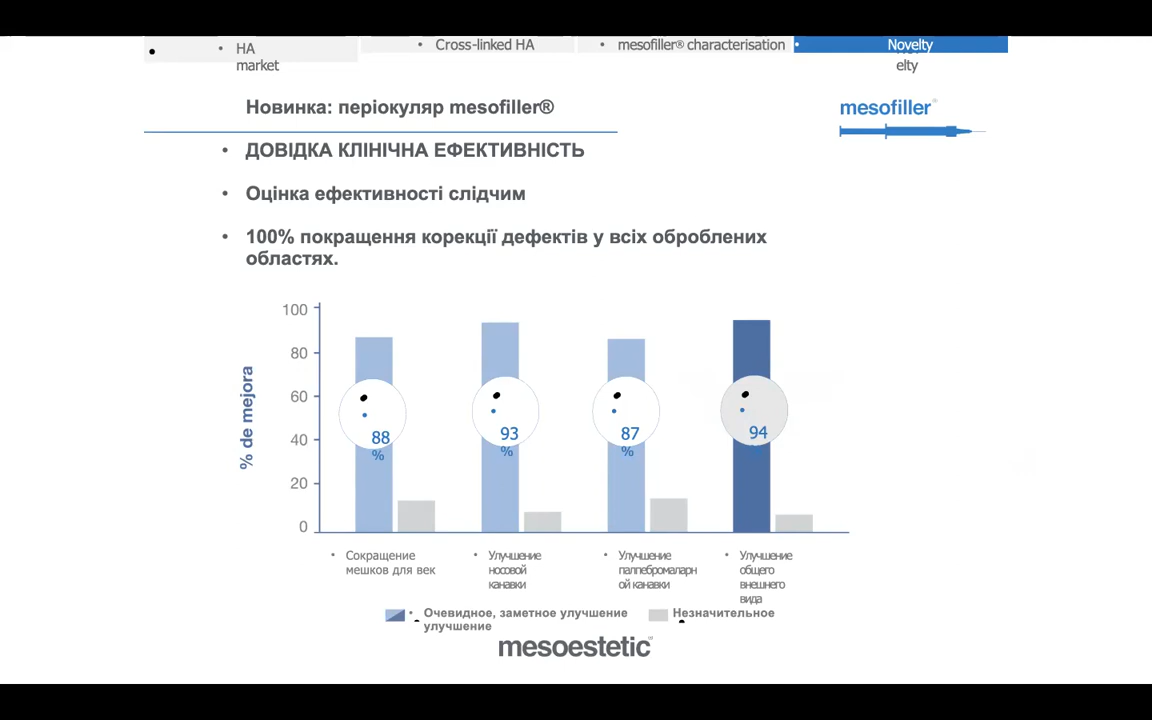 HA
market
Cross-linked HA
mesofiller® characterisation
Novelty
elty
Новинка: періокуляр mesofiller®
mesofiller®
ДОВІДКА КЛІНІЧНА ЕФЕКТИВНІСТЬ
Оцінка ефективності слідчим
100% покращення корекції дефектів у всіх оброблених
областях.
% de mejora
100
80
60
40
20
0
88
%
93
%
87
%
94
%
Сокращение
мешков для век
Улучшение
носовой
канавки
Улучшение
палпебромаларн
ой канавки
Улучшение
общего
внешнего
вида
Очевидное, заметное улучшение
Незначительное
улучшение
mesoestetic®